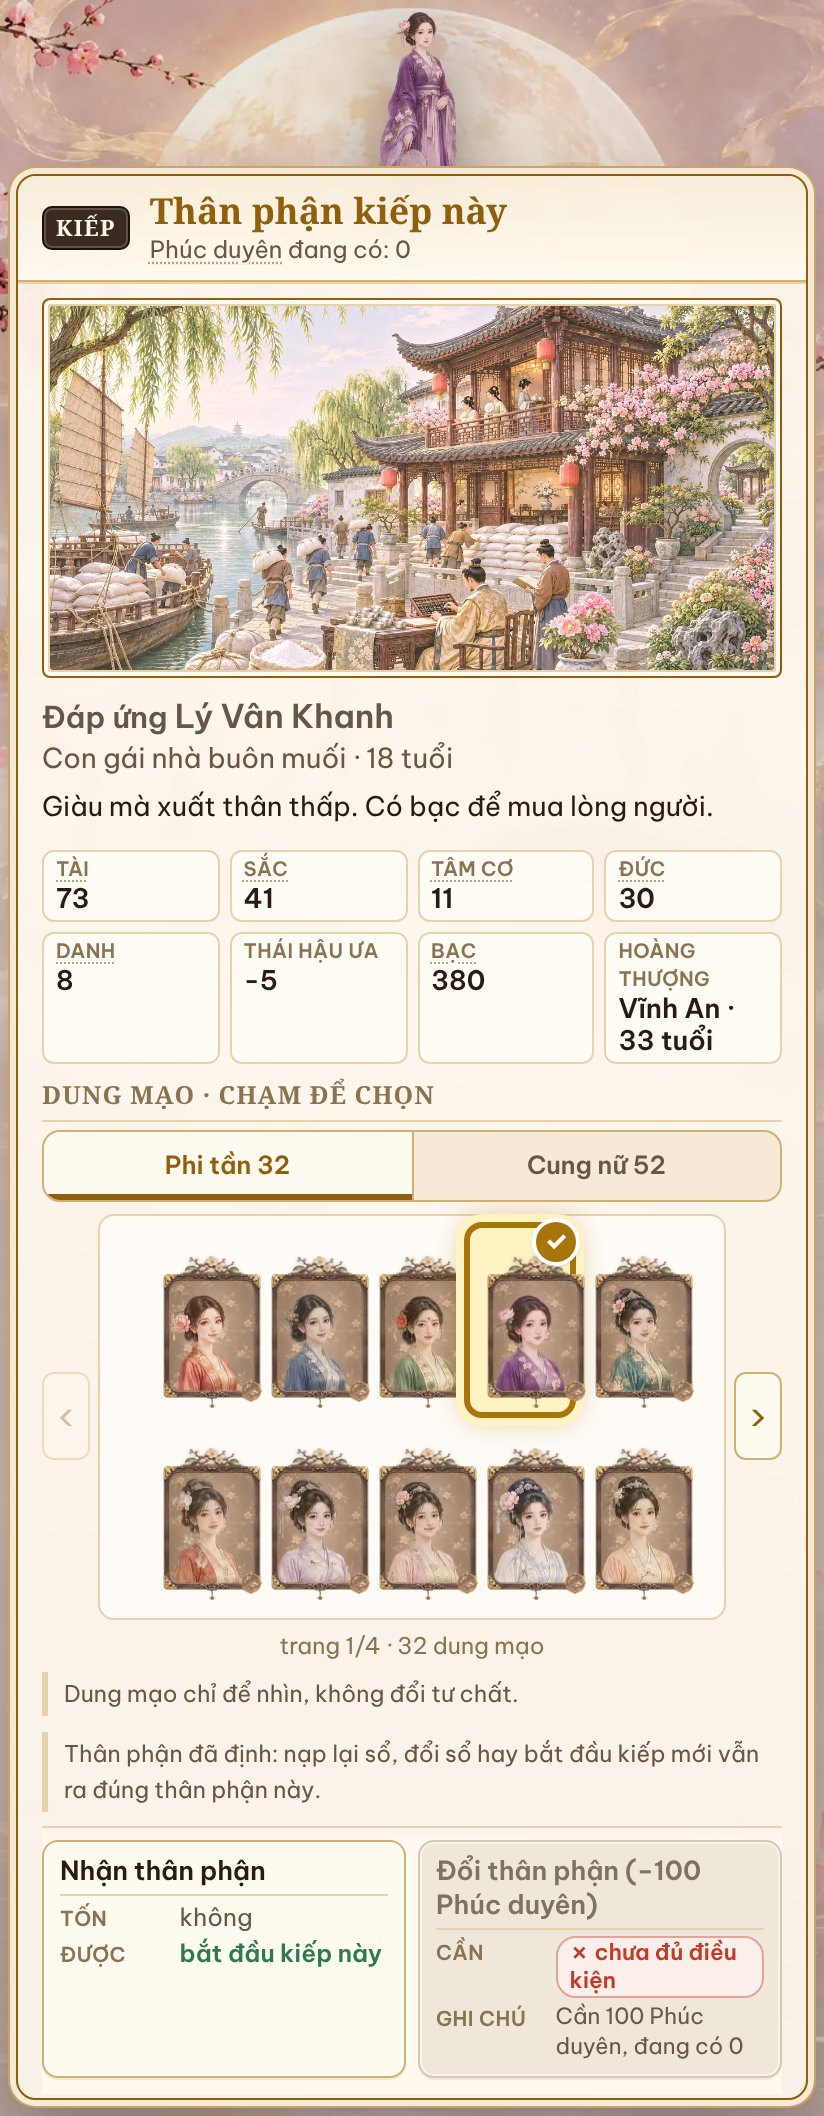 KIẾP
Thân phận kiếp này
Phúc duyên đang có: 0
Đáp ứng Lý Vân Khanh
Con gái nhà buôn muối · 18 tuổi
Giàu mà xuất thân thấp. Có bạc để mua lòng người.
TÀI
73
SẮC
41
TÂM CƠ
11
ĐỨC
30
DANH
8
THÁI HẬU ƯA
-5
BẠC
380
HOÀNG
THƯỢNG
Vĩnh An ·
33 tuổi
DUNG MẠO · CHẠM ĐỂ CHỌN
Phi tần 32
Cung nữ 52
trang 1/4 · 32 dung mạo
Dung mạo chỉ để nhìn, không đổi tư chất.
Thân phận đã định: nạp lại sổ, đổi sổ hay bắt đầu kiếp mới vẫn
ra đúng thân phận này.
Nhận thân phận
TỐN
không
ĐƯỢC
bắt đầu kiếp này
Đổi thân phận (−100
Phúc duyên)
CẦN
× chưa đủ điều
kiện
GHI CHÚ
Cần 100 Phúc
duyên, đang có 0